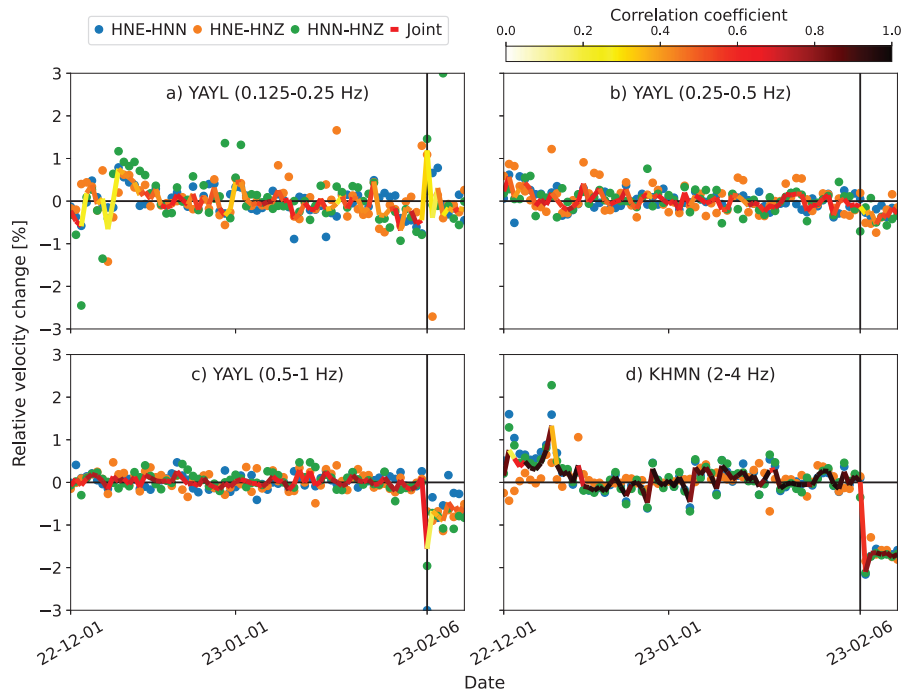 HNE-HNN HNE-HNZ HNN-HNZ Joint
Correlation coefficient
0.0 0.2 0.4 0.6 0.8 1.0
a) YAYL (0.125-0.25 Hz)
3
2
1
0
−1
−2
−3
b) YAYL (0.25-0.5 Hz)
c) YAYL (0.5-1 Hz)
3
2
1
0
−1
−2
−3
d) KHMN (2-4 Hz)
Relative velocity change [%]
22-12-01 23-01-01 23-02-06
22-12-01 23-01-01 23-02-06
Date